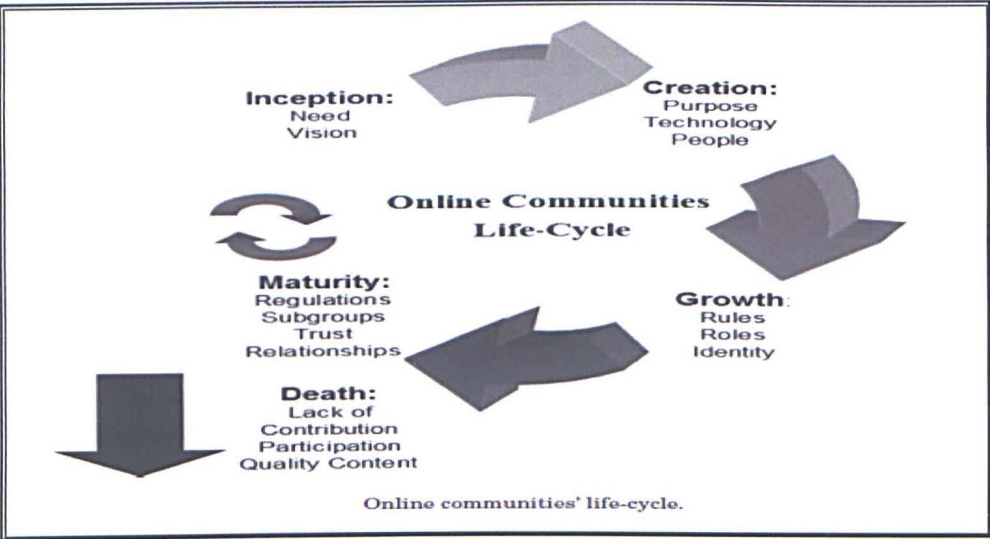 Inception:
Need
Vision
Creation:
Purpose
Technology
People
Online Communities
Life-Cycle
Growth:
Rules
Roles
Identity
Maturity:
Regulations
Subgroups
Trust
Relationships
Death:
Lack of
Contribution
Participation
Quality Content
Online communities' life-cycle.